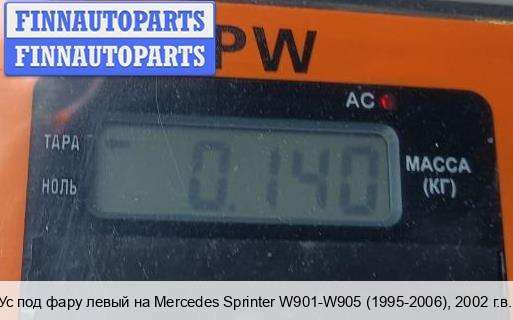 FINNAUTOPARTS
FINNAUTOPARTS
PW
AC
ТАРА
0.140
МАССА
(КГ)
НОЛЬ
Ус под фару левый на Mercedes Sprinter W901-W905 (1995-2006), 2002 г.в.